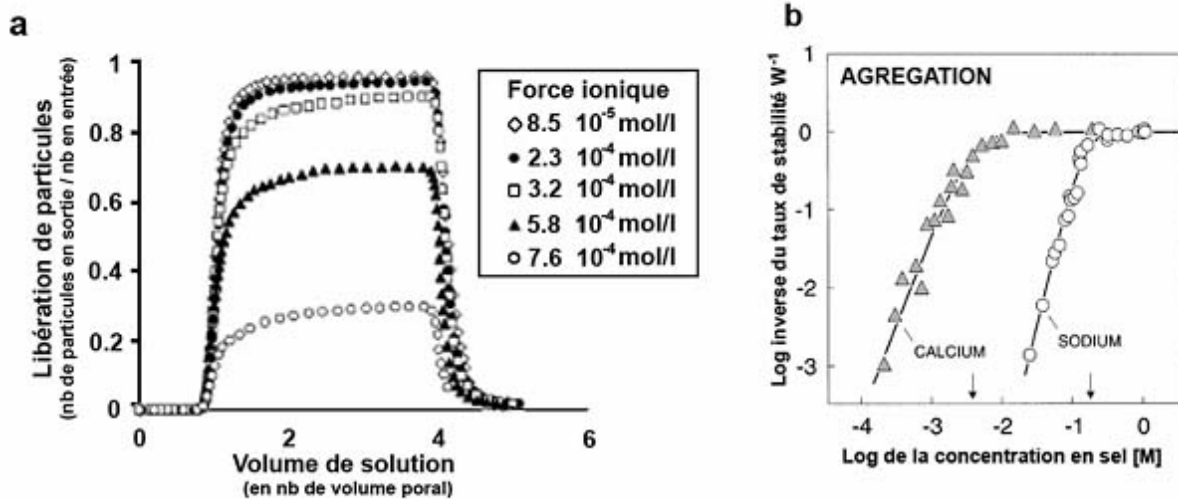 a
Libération de particules
(nb de particules en sortie / nb en entrée)
1
0.8
0.6
0.4
0.2
0
0
2
4
6
Volume de solution
(en nb de volume poral)
Force ionique
8.5 10⁻⁵ mol/l
2.3 10⁻⁴ mol/l
3.2 10⁻⁴ mol/l
5.8 10⁻⁴ mol/l
7.6 10⁻⁴ mol/l
b
Log inverse du taux de stabilité W⁻¹
1
0
-1
-2
-3
AGREGATION
CALCIUM
SODIUM
-4
-3
-2
-1
0
Log de la concentration en sel [M]